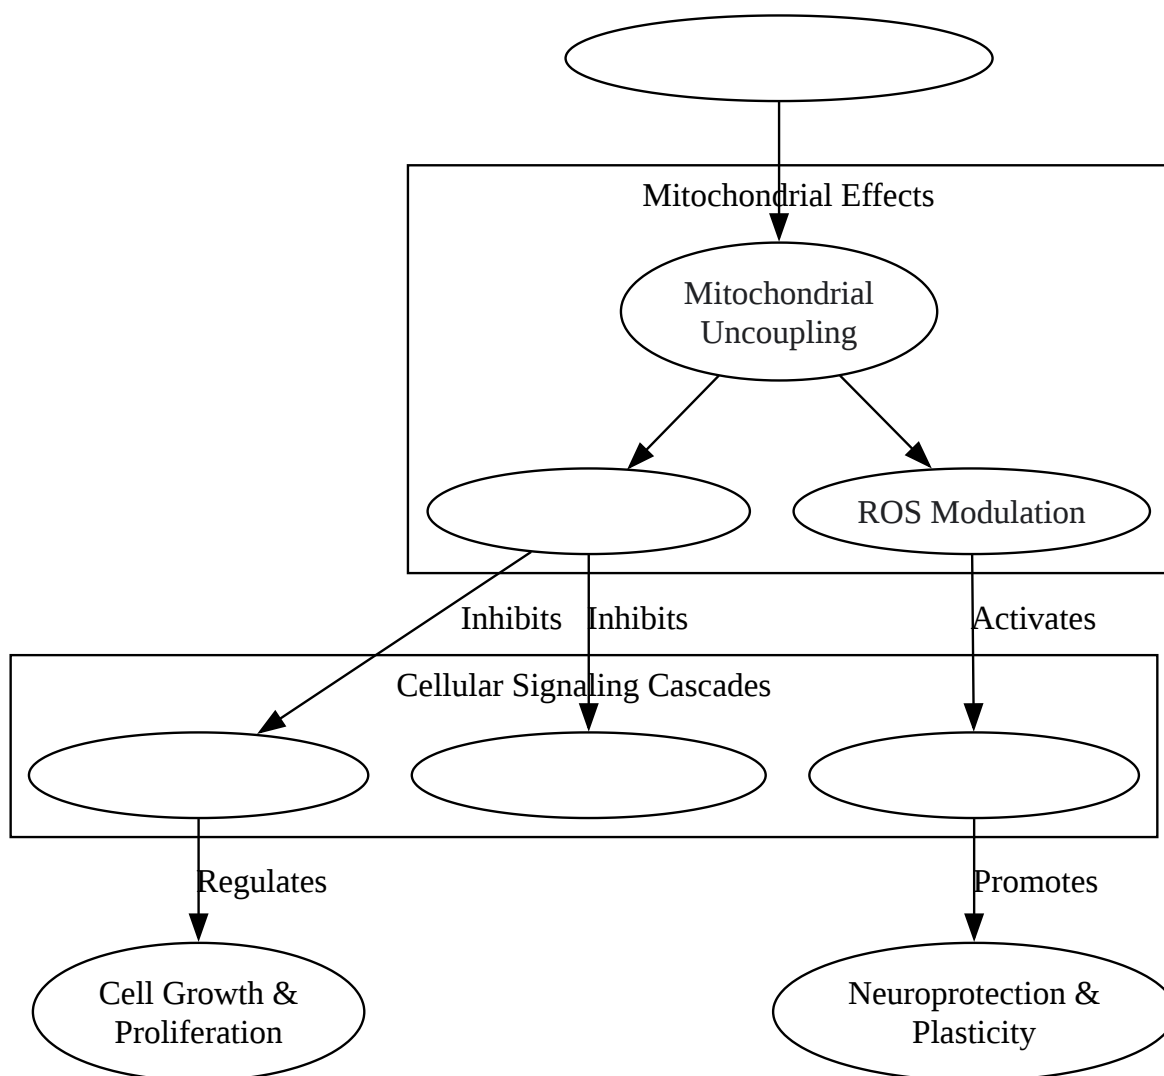 Mitochondrial Effects
Mitochondrial
Uncoupling
ROS Modulation
Inhibits
Inhibits
Activates
Cellular Signaling Cascades
Regulates
Promotes
Cell Growth &
Proliferation
Neuroprotection &
Plasticity